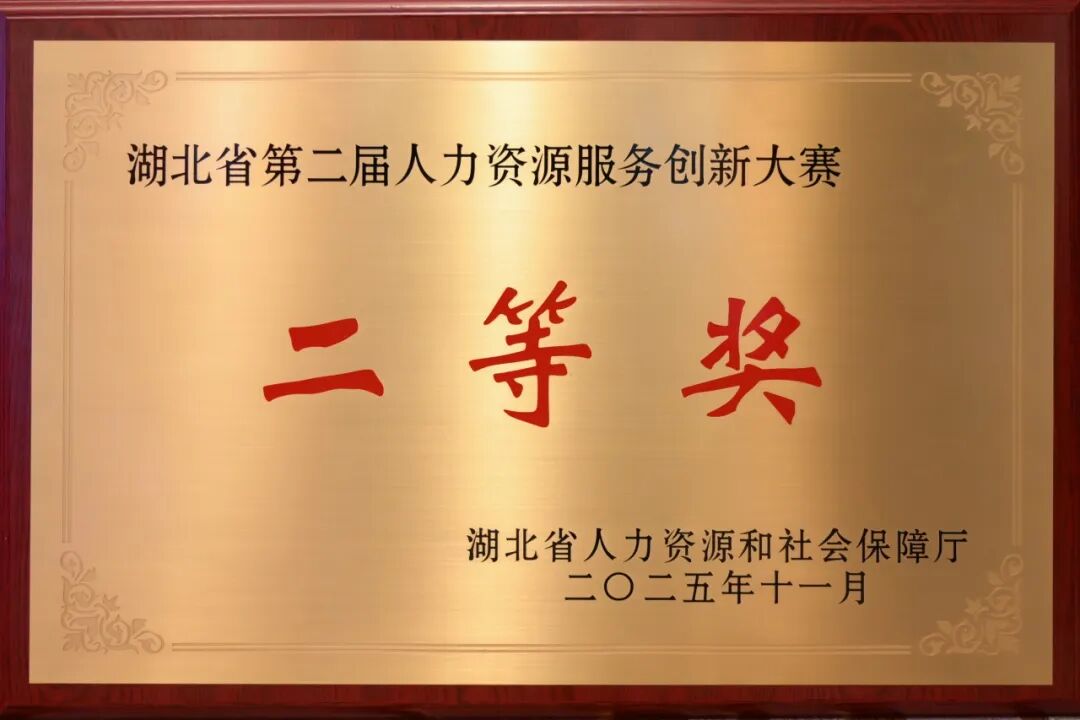 湖北省第二届人力资源服务创新大赛
二等奖
湖北省人力资源和社会保障厅
二〇二五年十一月